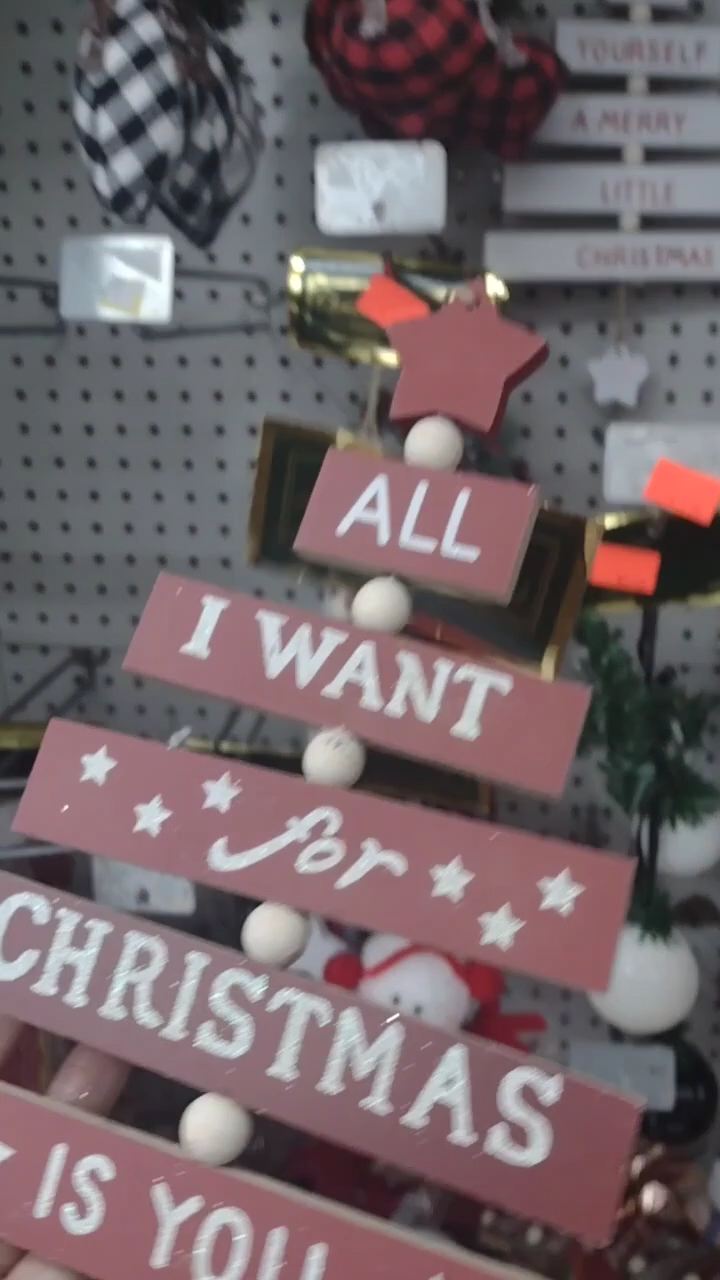 YOURSELF
A MERRY
LITTLE
CHRISTMAS
ALL
I WANT
for
CHRISTMAS
IS YOU